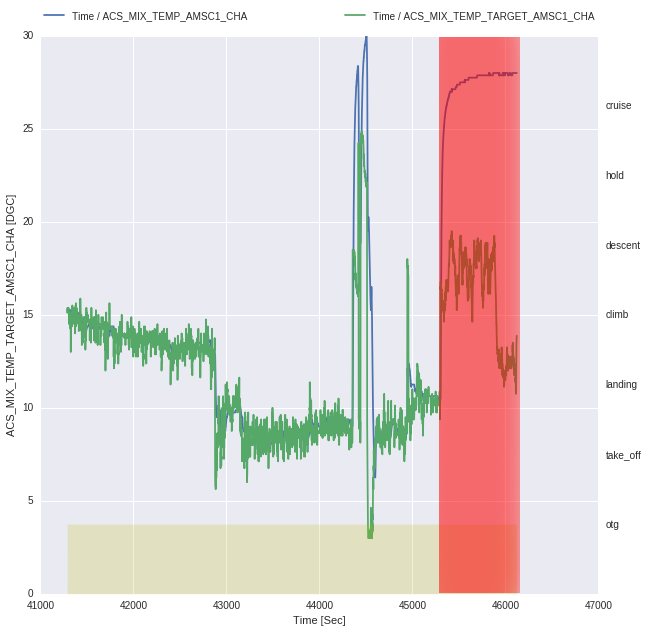 Time / ACS_MIX_TEMP_AMSC1_CHA
Time / ACS_MIX_TEMP_TARGET_AMSC1_CHA
ACS_MIX_TEMP_TARGET_AMSC1_CHA [DGC]
30
25
20
15
10
5
0
41000 42000 43000 44000 45000 46000 47000
Time [Sec]
cruise
hold
descent
climb
landing
take_off
otg